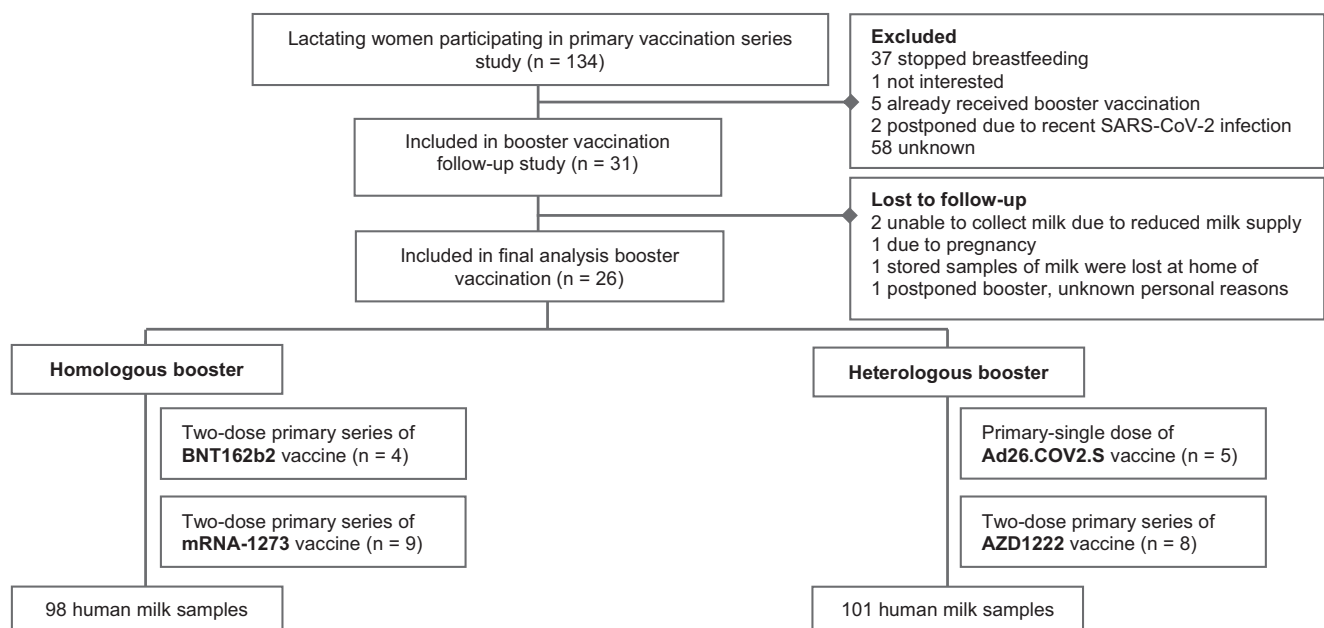 Lactating women participating in primary vaccination series
study (n = 134)
Excluded
37 stopped breastfeeding
1 not interested
5 already received booster vaccination
2 postponed due to recent SARS-CoV-2 infection
58 unknown
Included in booster vaccination
follow-up study (n = 31)
Lost to follow-up
2 unable to collect milk due to reduced milk supply
1 due to pregnancy
1 stored samples of milk were lost at home of
1 postponed booster, unknown personal reasons
Included in final analysis booster
vaccination (n = 26)
Homologous booster
Two-dose primary series of
BNT162b2 vaccine (n = 4)
Two-dose primary series of
mRNA-1273 vaccine (n = 9)
98 human milk samples
Heterologous booster
Primary-single dose of
Ad26.COV2.S vaccine (n = 5)
Two-dose primary series of
AZD1222 vaccine (n = 8)
101 human milk samples